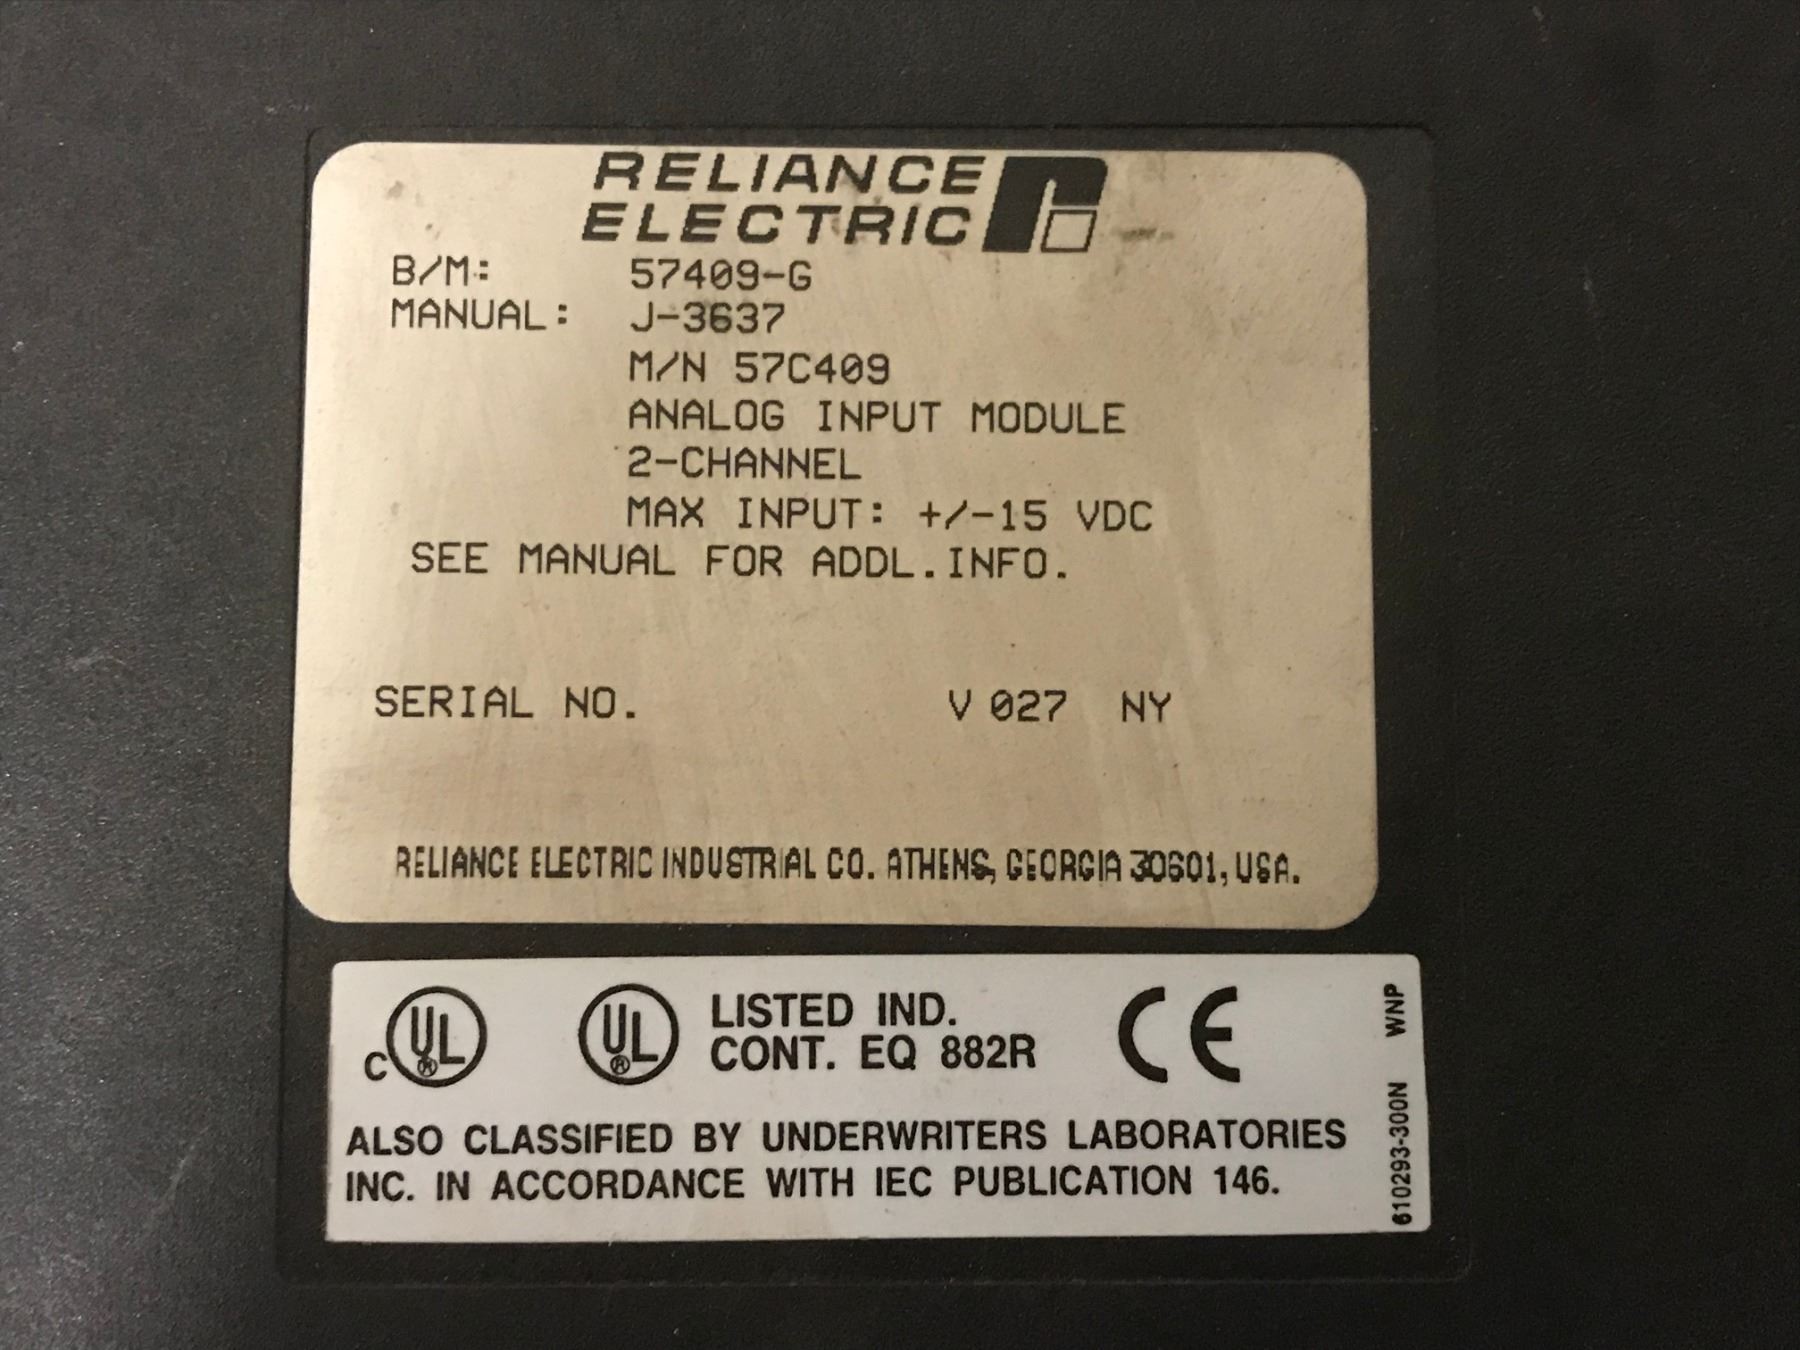 RELIANCE
ELECTRIC
B/M: 57409-G
MANUAL: J-3637
M/N 57C409
ANALOG INPUT MODULE
2-CHANNEL
MAX INPUT: +/-15 VDC
SEE MANUAL FOR ADDL.INFO.
SERIAL NO. V 027 NY
RELIANCE ELECTRIC INDUSTRIAL CO. ATHENS, GEORGIA 30601, USA.
C UL® UL® LISTED IND. CE
CONT. EQ 882R
ALSO CLASSIFIED BY UNDERWRITERS LABORATORIES
INC. IN ACCORDANCE WITH IEC PUBLICATION 146.
610293-300N WNP